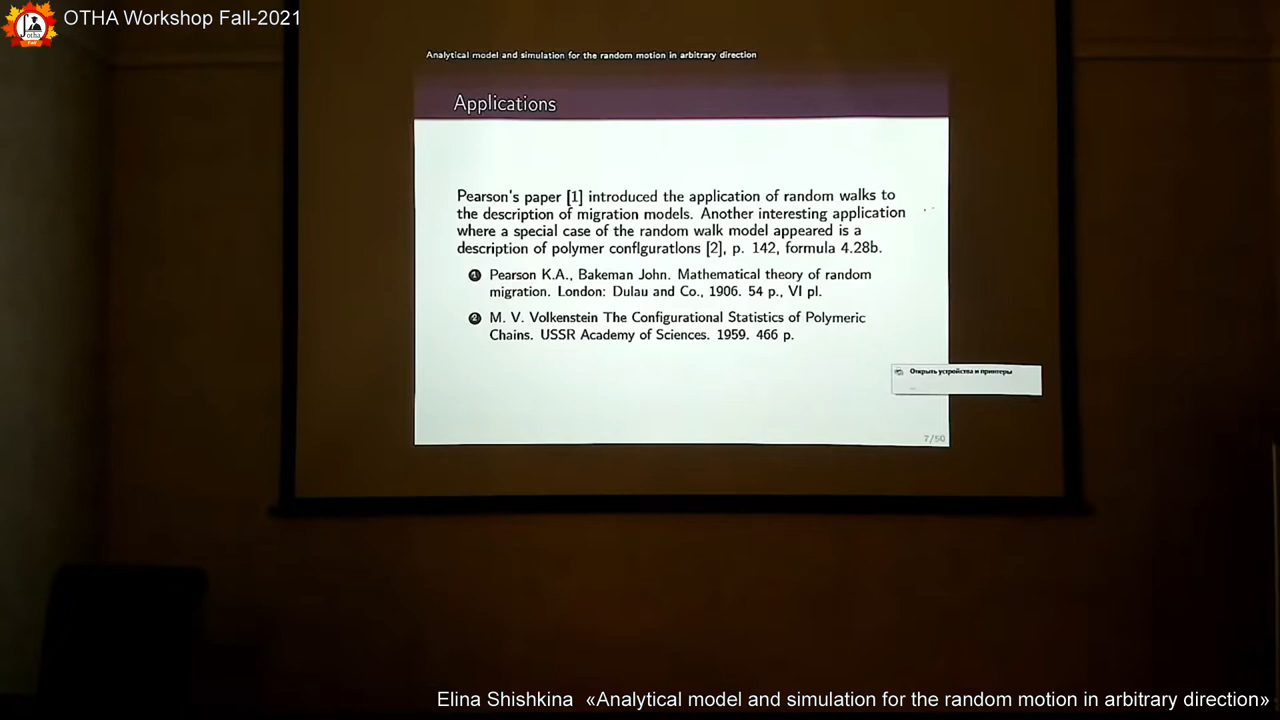 OTHA Workshop Fall-2021
Analytical model and simulation for the random motion in arbitrary direction
Applications
Pearson's paper [1] introduced the application of random walks to
the description of migration models. Another interesting application
where a special case of the random walk model appeared is a
description of polymer configurations [2], p. 142, formula 4.28b.
1 Pearson K.A., Bakeman John. Mathematical theory of random
migration. London: Dulau and Co., 1906. 54 p., VI pl.
2 M. V. Volkenstein The Configurational Statistics of Polymeric
Chains. USSR Academy of Sciences. 1959. 466 p.
Открыть устройства и принтеры
7/50
Elina Shishkina «Analytical model and simulation for the random motion in arbitrary direction»